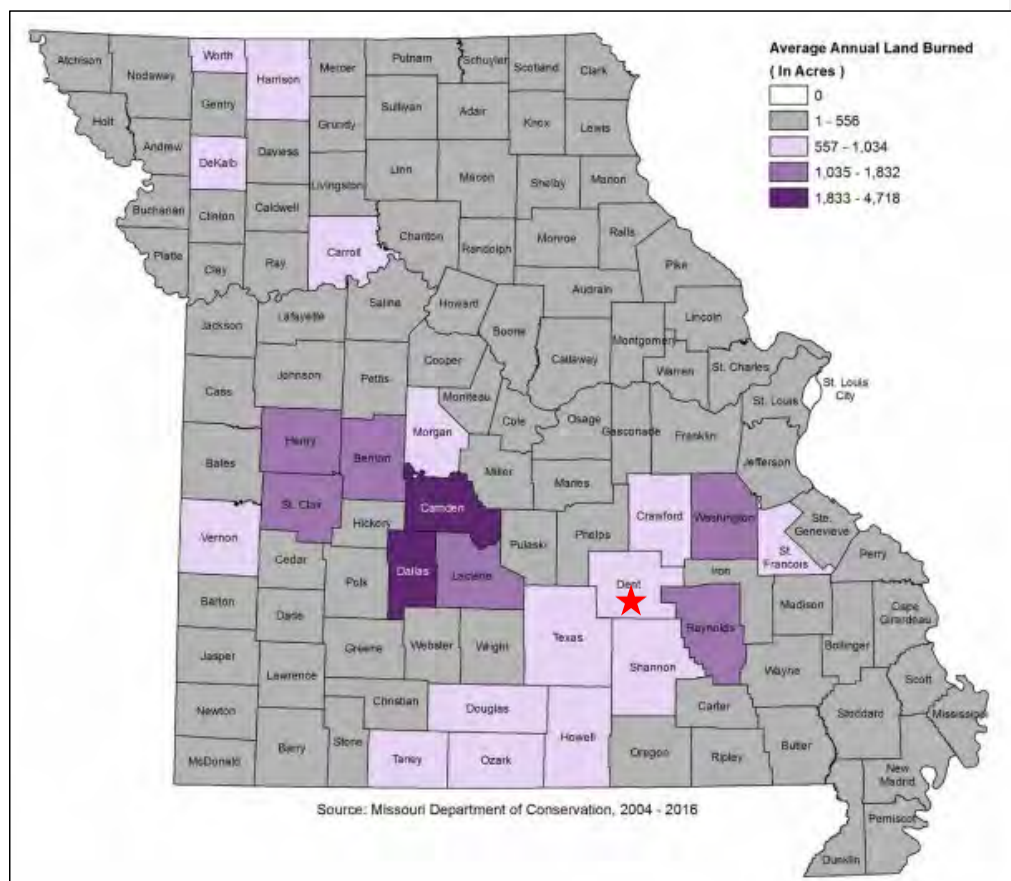 Average Annual Land Burned
( In Acres )
0
1 - 556
557 - 1,034
1,035 - 1,832
1,833 - 4,718
Atchison
Nodaway
Worth
Harrison
Mercer
Putnam
Schuyler
Scotland
Clark
Gentry
Sullivan
Adair
Knox
Lewis
Holt
Andrew
DeKalb
Daviess
Grundy
Linn
Macon
Shelby
Marion
Livingston
Buchanan
Clinton
Caldwell
Chariton
Randolph
Monroe
Ralls
Platte
Clay
Ray
Carroll
Pike
Audrain
Saline
Howard
Jackson
Lafayette
Boone
Montgomery
Lincoln
Callaway
Cooper
Warren
St. Charles
Cass
Johnson
Pettis
Moniteau
St. Louis
St. Louis
City
Cole
Osage
Gasconade
Franklin
Morgan
Henry
Benton
Jefferson
Bates
Miller
Maries
St. Clair
Camden
Crawford
Washington
Ste.
Genevieve
Vernon
Hickory
Pulaski
Phelps
St.
Francois
Perry
Cedar
Dallas
Laclede
Dent
Iron
Polk
Barton
Dade
Madison
Cape
Girardeau
Texas
Reynolds
Greene
Webster
Wright
Bollinger
Jasper
Shannon
Wayne
Lawrence
Scott
Christian
Douglas
Carter
Stoddard
Mississippi
Newton
Howell
McDonald
Barry
Stone
Taney
Ozark
Oregon
Ripley
Butler
New
Madrid
Pemiscot
Dunklin
Source: Missouri Department of Conservation, 2004 - 2016